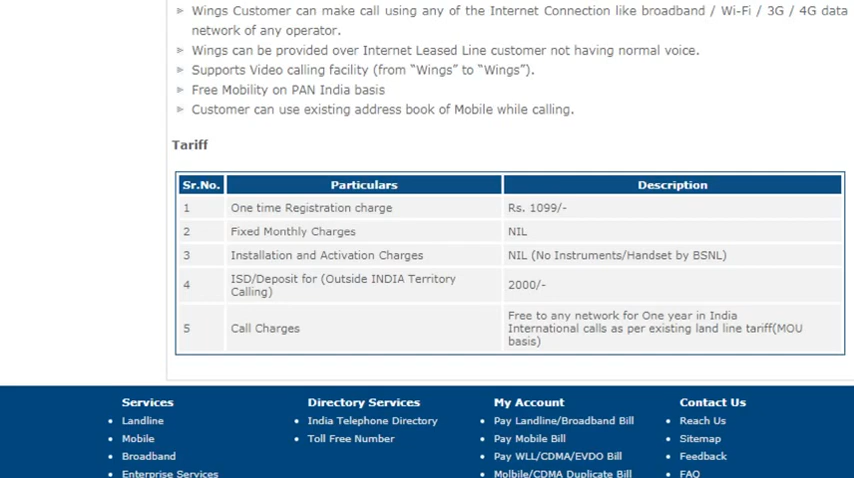 Wings Customer can make call using any of the Internet Connection like broadband / Wi-Fi / 3G / 4G data
network of any operator.
Wings can be provided over Internet Leased Line customer not having normal voice.
Supports Video calling facility (from “Wings” to “Wings”).
Free Mobility on PAN India basis
Customer can use existing address book of Mobile while calling.
Tariff
Sr.No. Particulars Description
1 One time Registration charge Rs. 1099/-
2 Fixed Monthly Charges NIL
3 Installation and Activation Charges NIL (No Instruments/Handset by BSNL)
4 ISD/Deposit for (Outside INDIA Territory
Calling) 2000/-
5 Call Charges Free to any network for One year in India
International calls as per existing land line tariff(MOU
basis)
Services Directory Services My Account Contact Us
Landline India Telephone Directory Pay Landline/Broadband Bill Reach Us
Mobile Toll Free Number Pay Mobile Bill Sitemap
Broadband Pay WLL/CDMA/EVDO Bill Feedback
Enterprise Services Molbile/CDMA Duplicate Bill FAQ